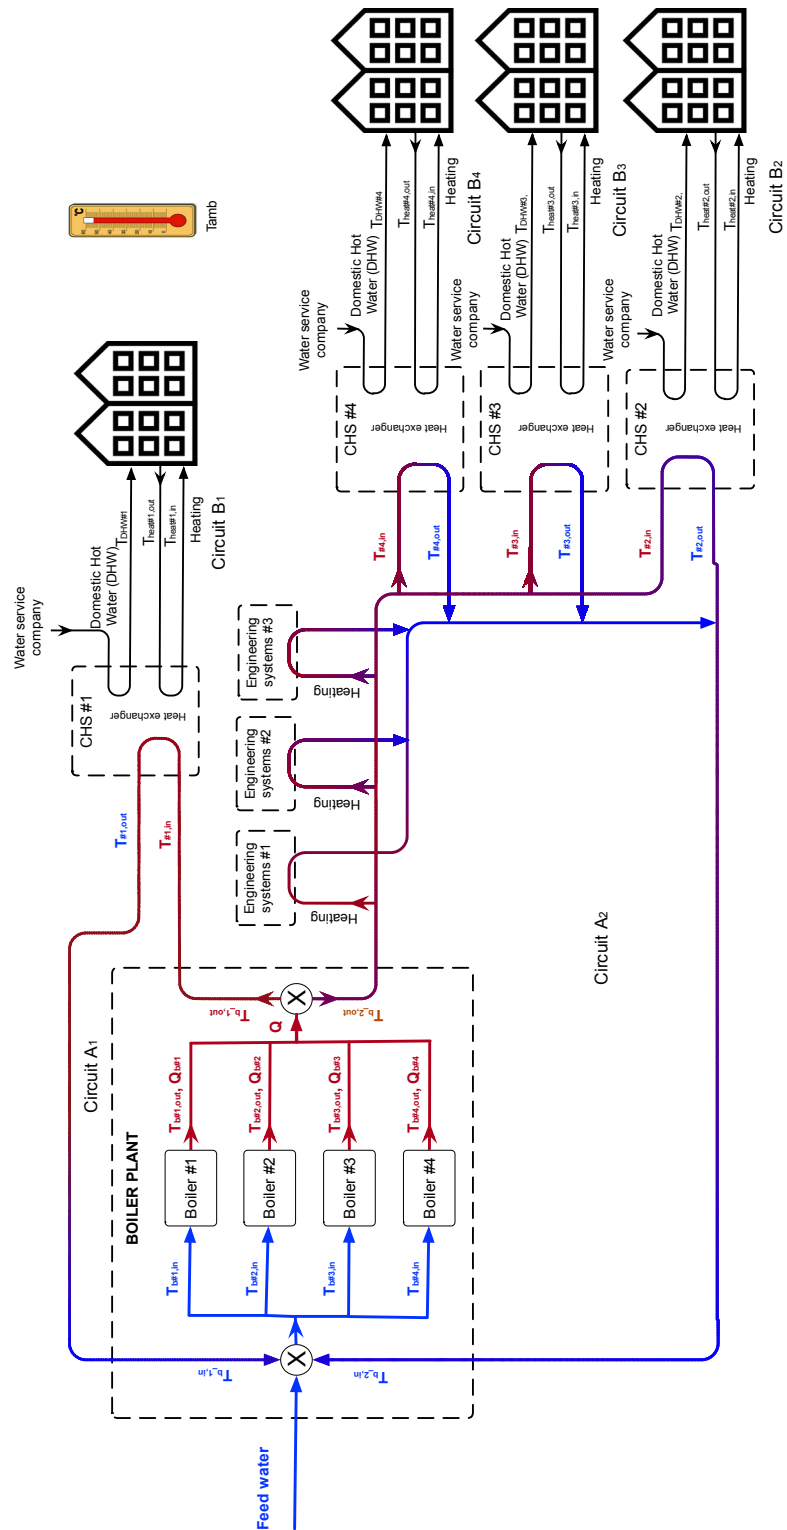 Feed water
BOILER PLANT
Circuit A1
T b_1,in
T b_2,in
Tb#1,in
Tb#2,in
Tb#3,in
Tb#4,in
Boiler #1
Boiler #2
Boiler #3
Boiler #4
Tb#1,out, Qb#1
Tb#2,out, Qb#2
Tb#3,out, Qb#3
Tb#4,out, Qb#4
Q
X
X
T b_1,out
T b_2,out
Circuit A2
T#1,out
T#1,in
CHS #1
Heat exchanger
Water service
company
Domestic Hot
Water (DHW)
TDHW#1
Theat#1,out
Theat#1,in
Heating
Circuit B1
°C
Tamb
Engineering
systems #1
Heating
Engineering
systems #2
Heating
Engineering
systems #3
Heating
T#4,in
T#4,out
CHS #4
Heat exchanger
Water service
company
Domestic Hot
Water (DHW)
TDHW#4
Theat#4,out
Theat#4,in
Heating
Circuit B4
T#3,in
T#3,out
CHS #3
Heat exchanger
Water service
company
Domestic Hot
Water (DHW)
TDHW#3,
Theat#3,out
Theat#3,in
Heating
Circuit B3
T#2,in
T#2,out
CHS #2
Heat exchanger
Water service
company
Domestic Hot
Water (DHW)
TDHW#2,
Theat#2,out
Theat#2,in
Heating
Circuit B2